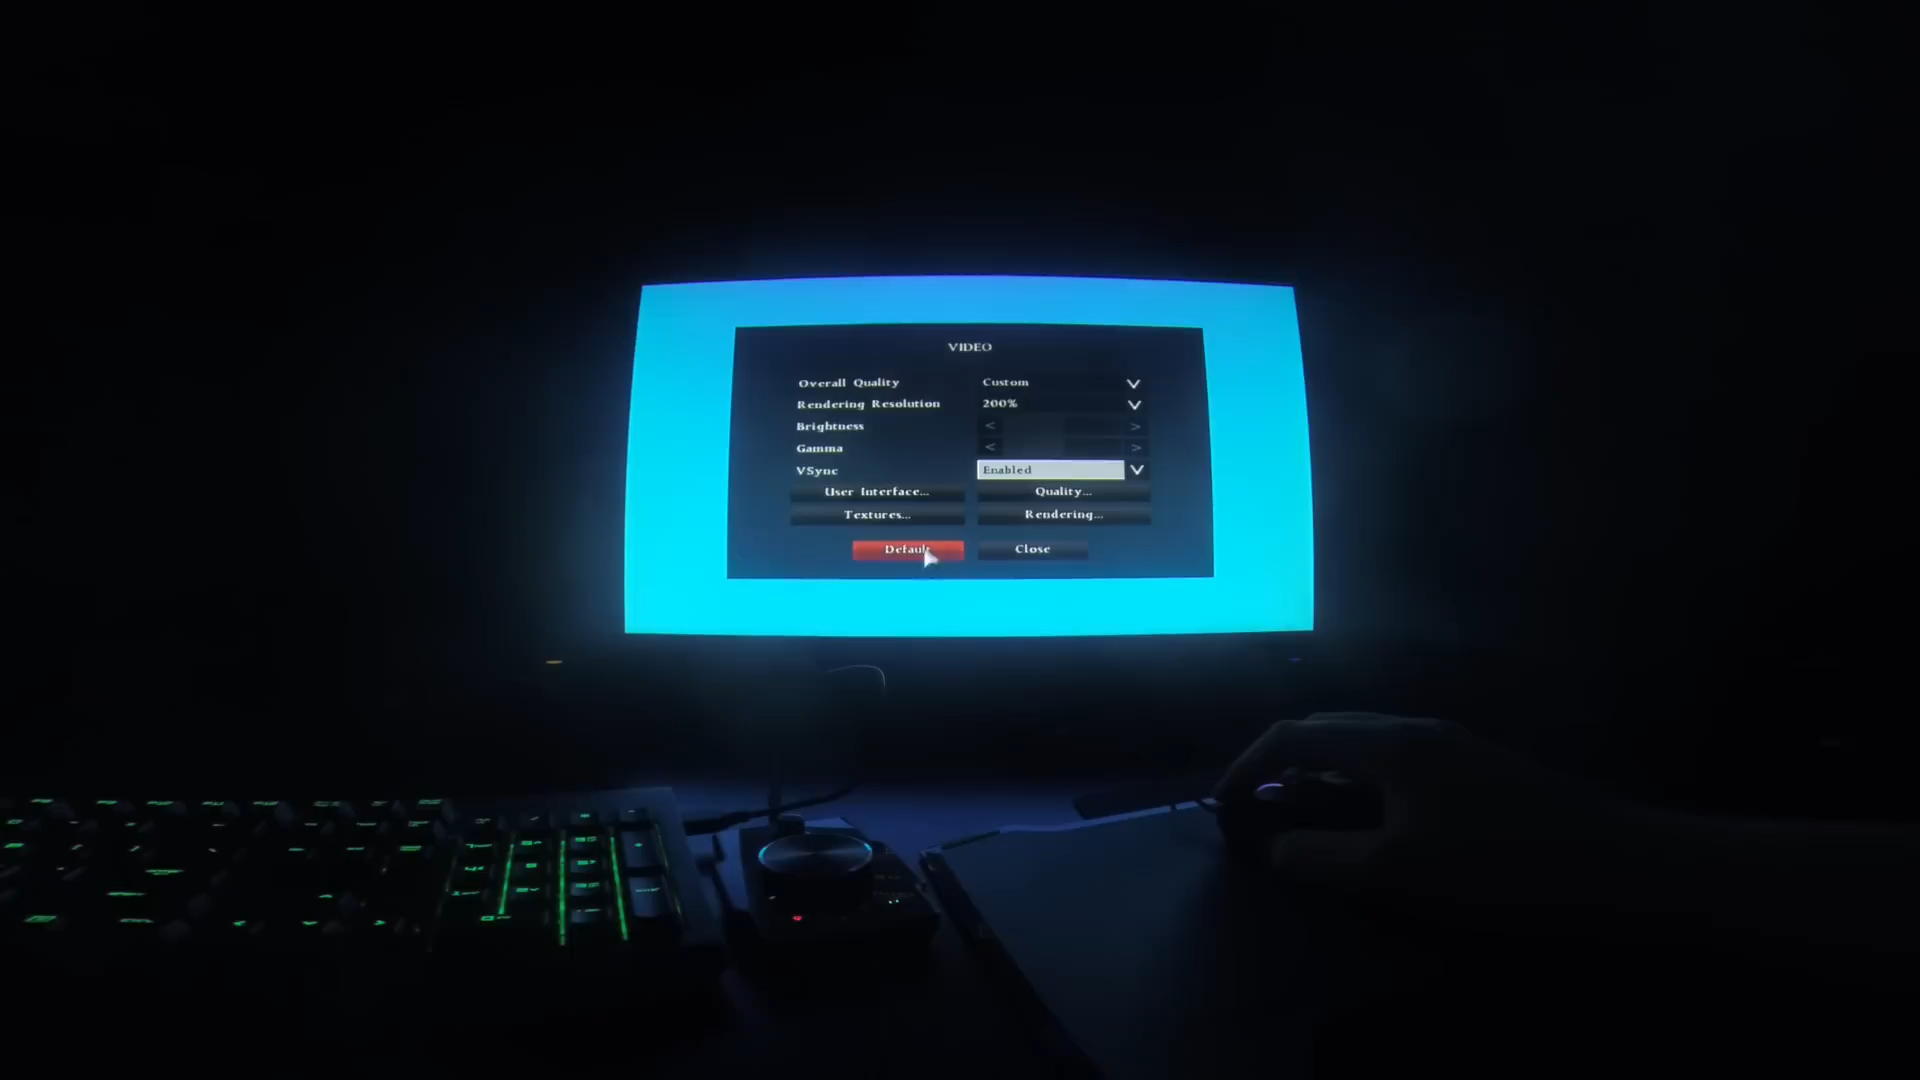 VIDEO
Overall Quality Custom
Rendering Resolution 200%
Brightness < >
Gamma < >
VSync Enabled
User Interface... Quality...
Textures... Rendering...
Default Close